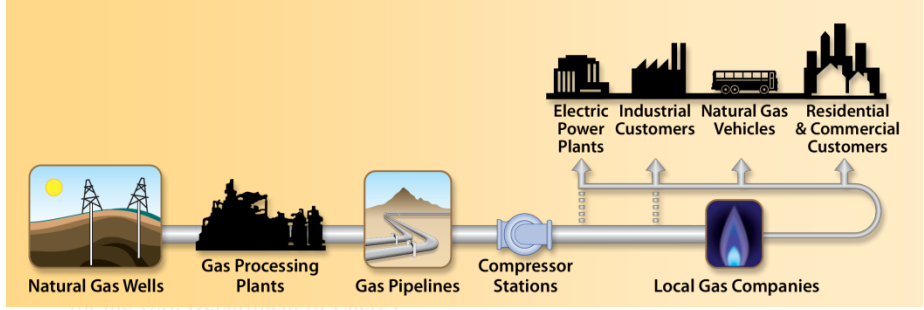 Electric
Power
Plants
Industrial
Customers
Natural Gas
Vehicles
Residential
& Commercial
Customers
Natural Gas Wells
Gas Processing
Plants
Gas Pipelines
Compressor
Stations
Local Gas Companies